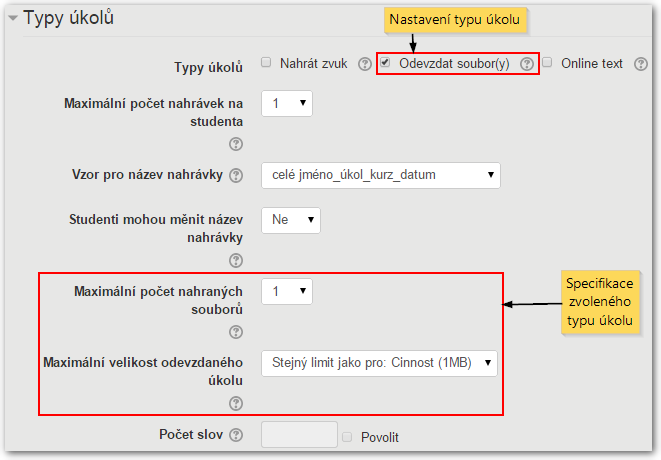 Typy úkolů
Nastavení typu úkolu
Typy úkolů Nahrát zvuk Odevzdat soubor(y) Online text
Maximální počet nahrávek na
studenta
1
Vzor pro název nahrávky
celé jméno_úkol_kurz_datum
Studenti mohou měnit název
nahrávky
Ne
Maximální počet nahraných
souborů
1
Specifikace
zvoleného
typu úkolu
Maximální velikost odevzdaného
úkolu
Stejný limit jako pro: Cinnost (1MB)
Počet slov
Povolit